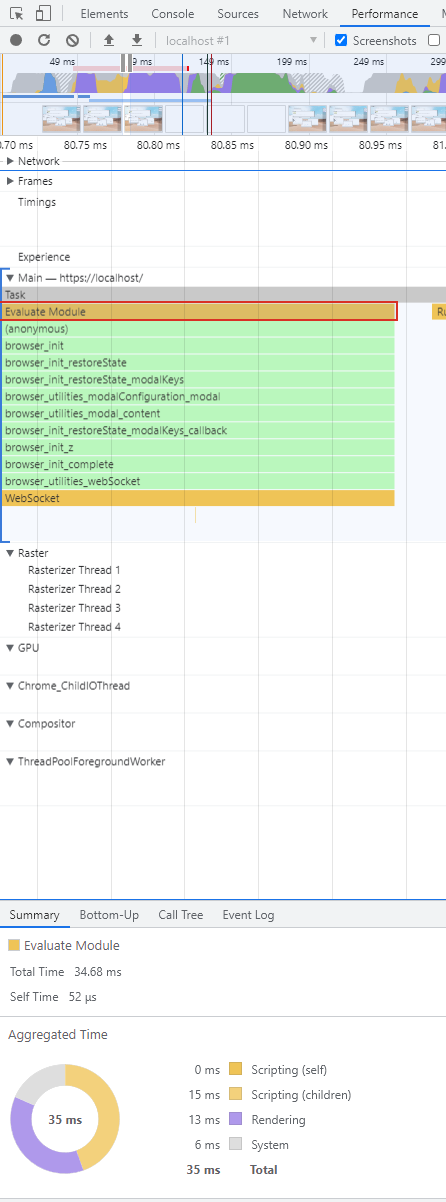 Elements Console Sources Network Performance
localhost #1 Screenshots
49 ms 99 ms 149 ms 199 ms 249 ms 299
0.70 ms 80.75 ms 80.80 ms 80.85 ms 80.90 ms 80.95 ms 81.
Network
Frames
Timings
Experience
Main — https://localhost/
Task
Evaluate Module
(anonymous)
browser_init
browser_init_restoreState
browser_init_restoreState_modalKeys
browser_utilities_modalConfiguration_modal
browser_utilities_modal_content
browser_init_restoreState_modalKeys_callback
browser_init_z
browser_init_complete
browser_utilities_webSocket
WebSocket
Raster
Rasterizer Thread 1
Rasterizer Thread 2
Rasterizer Thread 3
Rasterizer Thread 4
GPU
Chrome_ChildIOThread
Compositor
ThreadPoolForegroundWorker
Summary Bottom-Up Call Tree Event Log
Evaluate Module
Total Time 34.68 ms
Self Time 52 μs
Aggregated Time
0 ms Scripting (self)
15 ms Scripting (children)
35 ms 13 ms Rendering
6 ms System
35 ms Total